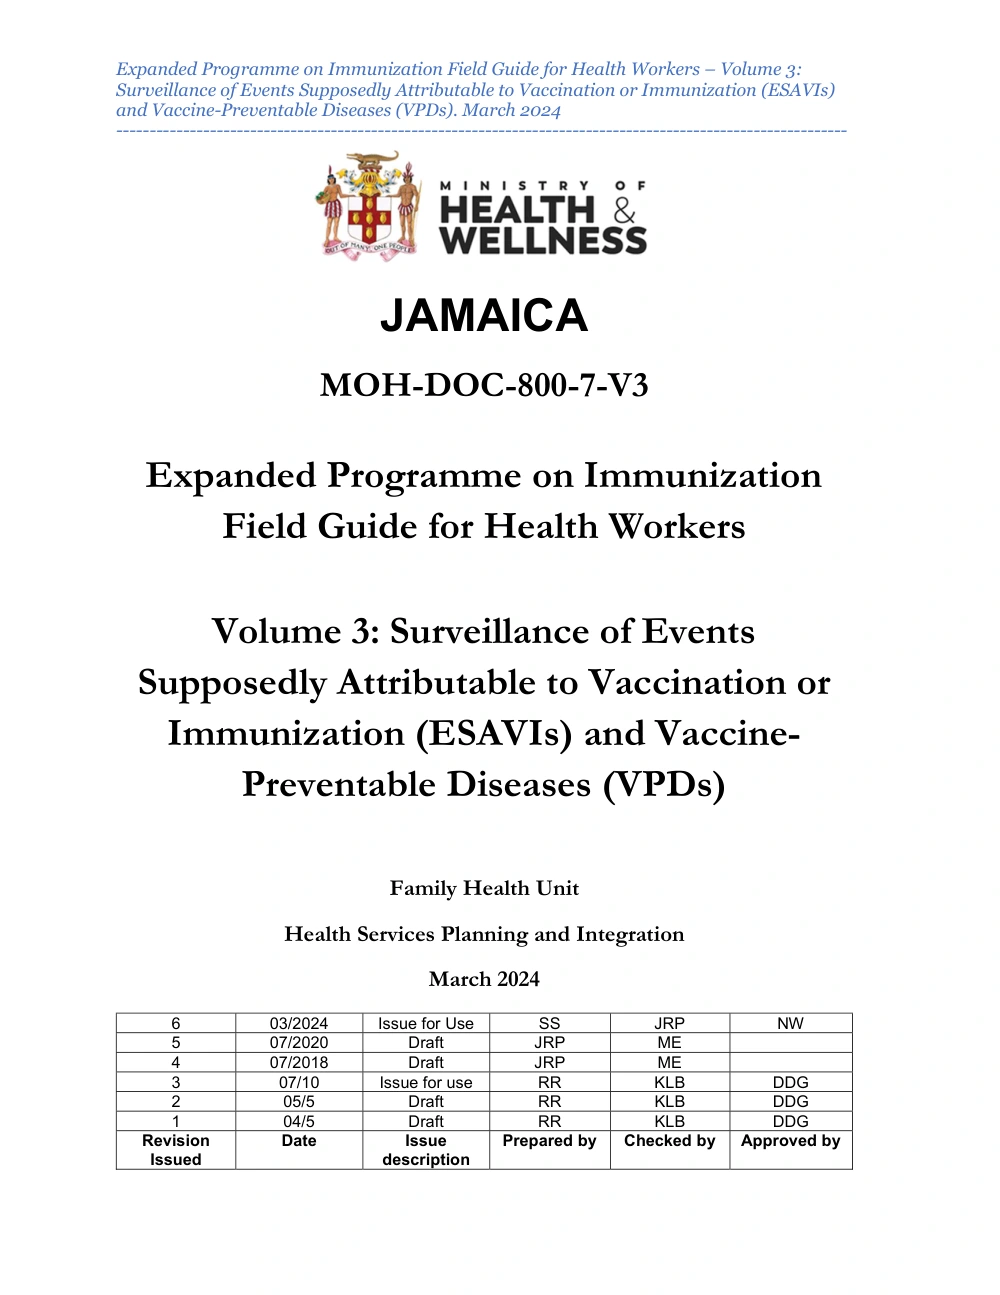 Expanded Programme on Immunization Field Guide for Health Workers – Volume 3:
Surveillance of Events Supposedly Attributable to Vaccination or Immunization (ESAVIs)
and Vaccine-Preventable Diseases (VPDs). March 2024
--------------------------------------------------------------------------------------------------------------
OUT OF MANY, ONE PEOPLE
MINISTRY OF
HEALTH &
WELLNESS
JAMAICA
MOH-DOC-800-7-V3
Expanded Programme on Immunization
Field Guide for Health Workers
Volume 3: Surveillance of Events
Supposedly Attributable to Vaccination or
Immunization (ESAVIs) and Vaccine-
Preventable Diseases (VPDs)
Family Health Unit
Health Services Planning and Integration
March 2024
6 03/2024 Issue for Use SS JRP NW
5 07/2020 Draft JRP ME
4 07/2018 Draft JRP ME
3 07/10 Issue for use RR KLB DDG
2 05/5 Draft RR KLB DDG
1 04/5 Draft RR KLB DDG
Revision Date Issue Prepared by Checked by Approved by
Issued description